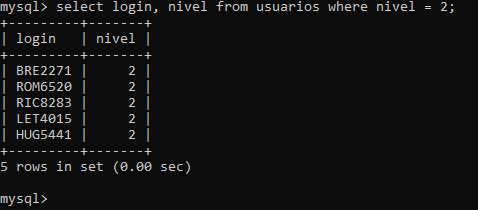 mysql> select login, nivel from usuarios where nivel = 2;
+---------+-------+
| login   | nivel |
+---------+-------+
| BRE2271 |     2 |
| ROM6520 |     2 |
| RIC8283 |     2 |
| LET4015 |     2 |
| HUG5441 |     2 |
+---------+-------+
5 rows in set (0.00 sec)
mysql>